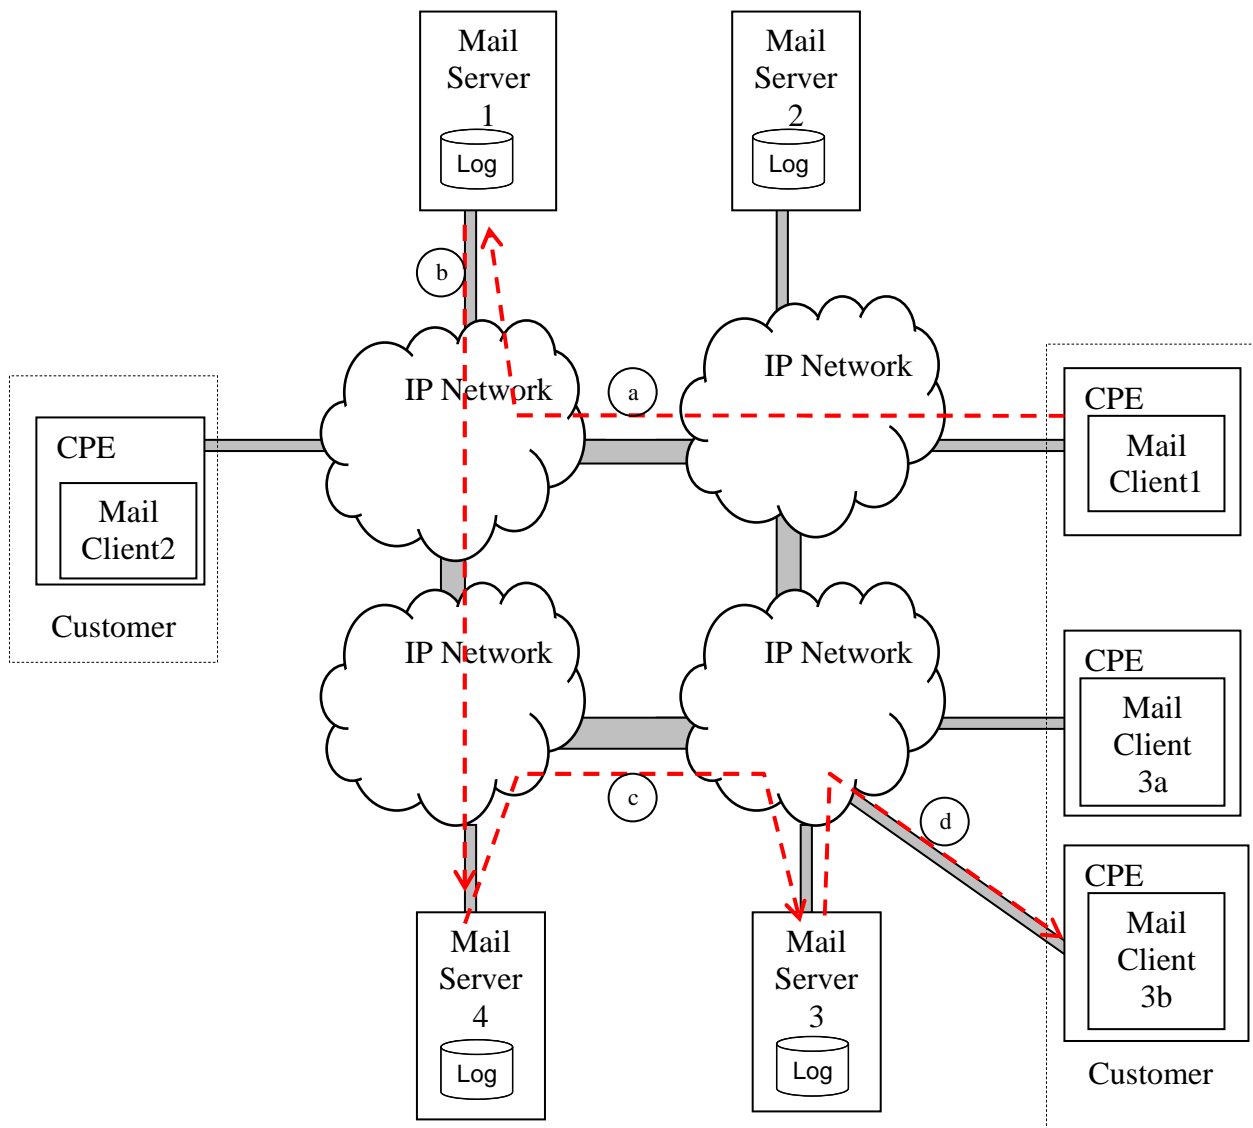 Mail
Server
1
Log
Mail
Server
2
Log
b
IP Network
a
IP Network
CPE
Mail
Client1
CPE
Mail
Client2
Customer
IP Network
IP Network
CPE
Mail
Client
3a
c
d
CPE
Mail
Client
3b
Mail
Server
4
Log
Mail
Server
3
Log
Customer